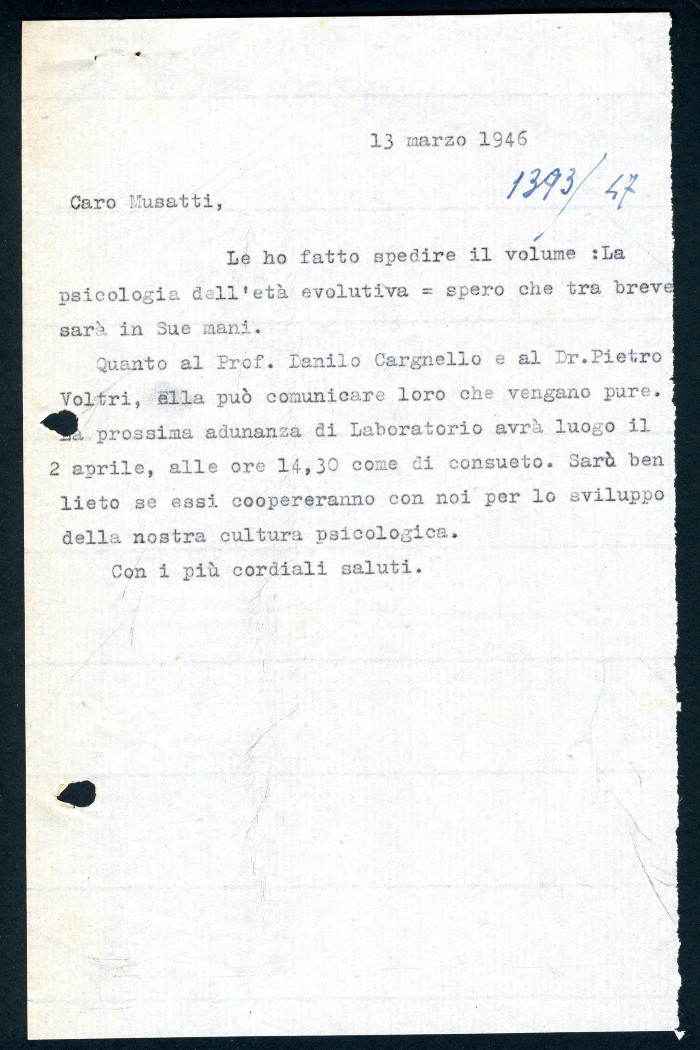 13 marzo 1946
1393/47
Caro Musatti,
Le ho fatto spedire il volume :La
psicologia dell'età evolutiva = spero che tra breve
sarà in Sue mani.
Quanto al Prof. Danilo Cargnello e al Dr.Pietro
Voltri, ella può comunicare loro che vengano pure.
La prossima adunanza di Laboratorio avrà luogo il
2 aprile, alle ore 14,30 come di consueto. Sarò ben
lieto se essi coopereranno con noi per lo sviluppo
della nostra cultura psicologica.
Con i più cordiali saluti.